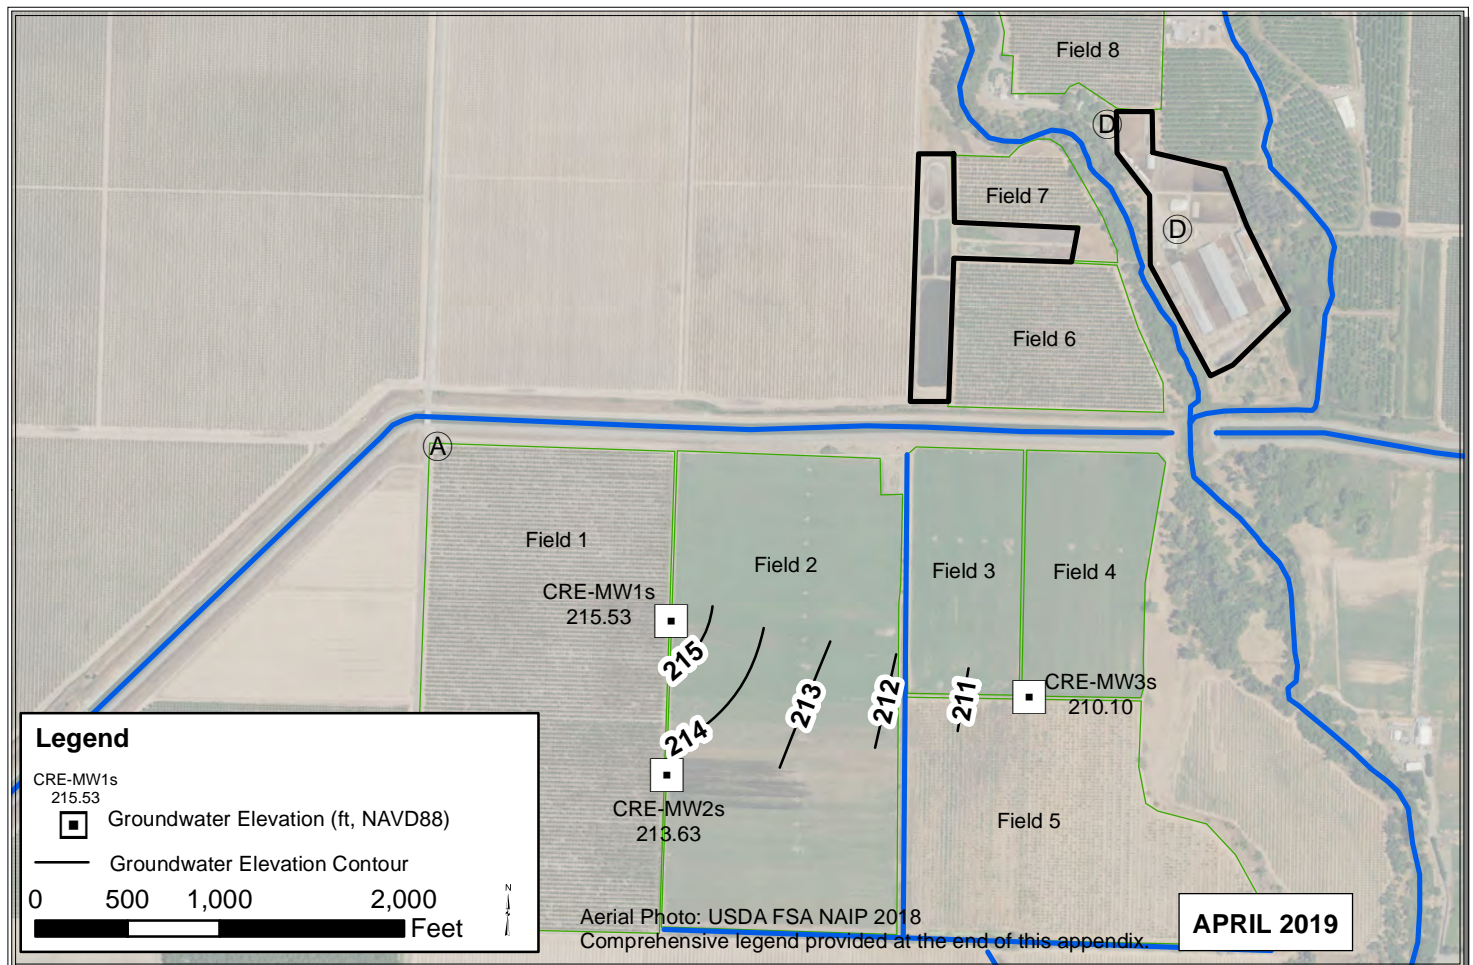 Field 8
D
Field 7
D
Field 6
A
Field 1
Field 2
Field 3
Field 4
CRE-MW1s
215.53
215
214
213
212
211
CRE-MW3s
210.10
CRE-MW2s
213.63
Field 5
Legend
CRE-MW1s
215.53
Groundwater Elevation (ft, NAVD88)
Groundwater Elevation Contour
0 500 1,000 2,000
Feet
N
Aerial Photo: USDA FSA NAIP 2018
Comprehensive legend provided at the end of this appendix.
APRIL 2019